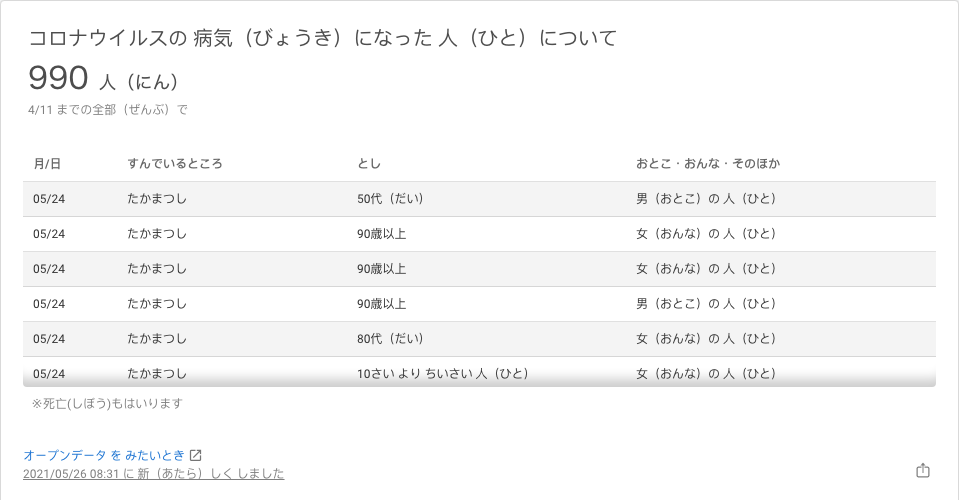 コロナウイルスの 病気（びょうき）になった 人（ひと）について
990 人（にん）
4/11 までの全部（ぜんぶ）で
月/日 すんでいるところ とし おとこ・おんな・そのほか
05/24 たかまつし 50代（だい） 男（おとこ）の 人（ひと）
05/24 たかまつし 90歳以上 女（おんな）の 人（ひと）
05/24 たかまつし 90歳以上 女（おんな）の 人（ひと）
05/24 たかまつし 90歳以上 男（おとこ）の 人（ひと）
05/24 たかまつし 80代（だい） 女（おんな）の 人（ひと）
05/24 たかまつし 10さい より ちいさい 人（ひと） 女（おんな）の 人（ひと）
※死亡(しぼう)もはいります
オープンデータ を みたいとき
2021/05/26 08:31 に 新（あたら）しく しました